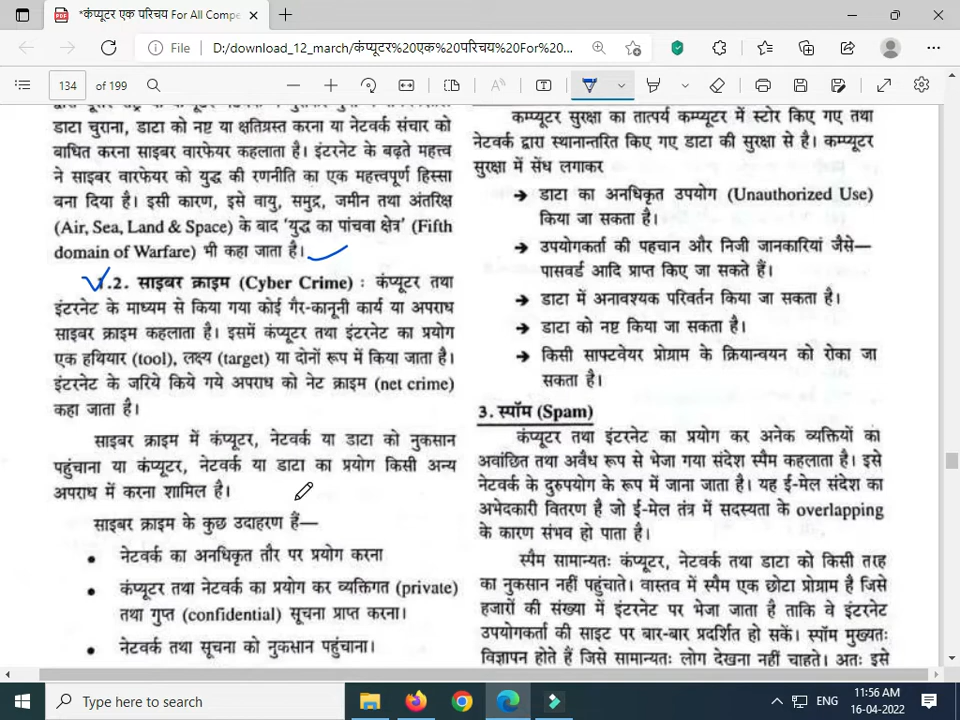 *कंप्यूटर एक परिचय For All Compe
File
D:/download_12_march/कंप्यूटर%20एक%20परिचय%20For%20...
134
of 199
डाटा चुराना, डाटा को नष्ट या क्षतिग्रस्त करना या नेटवर्क संचार को
बाधित करना साइबर वारफेयर कहलाता है। इंटरनेट के बढ़ते महत्त्व
ने साइबर वारफेयर को युद्ध की रणनीति का एक महत्त्वपूर्ण हिस्सा
बना दिया है। इसी कारण, इसे वायु, समुद्र, जमीन तथा अंतरिक्ष
(Air, Sea, Land & Space) के बाद ‘युद्ध का पांचवा क्षेत्र’ (Fifth
domain of Warfare) भी कहा जाता है।
1.2. साइबर क्राइम (Cyber Crime) : कंप्यूटर तथा
इंटरनेट के माध्यम से किया गया कोई गैर-कानूनी कार्य या अपराध
साइबर क्राइम कहलाता है। इसमें कंप्यूटर तथा इंटरनेट का प्रयोग
एक हथियार (tool), लक्ष्य (target) या दोनों रूप में किया जाता है।
इंटरनेट के जरिये किये गये अपराध को नेट क्राइम (net crime)
कहा जाता है।
साइबर क्राइम में कंप्यूटर, नेटवर्क या डाटा को नुकसान
पहुंचाना या कंप्यूटर, नेटवर्क या डाटा का प्रयोग किसी अन्य
अपराध में करना शामिल है।
साइबर क्राइम के कुछ उदाहरण हैं—
• नेटवर्क का अनधिकृत तौर पर प्रयोग करना
• कंप्यूटर तथा नेटवर्क का प्रयोग कर व्यक्तिगत (private)
तथा गुप्त (confidential) सूचना प्राप्त करना।
• नेटवर्क तथा सूचना को नुकसान पहुंचाना।
कम्प्यूटर सुरक्षा का तात्पर्य कम्प्यूटर में स्टोर किए गए तथा
नेटवर्क द्वारा स्थानान्तरित किए गए डाटा की सुरक्षा से है। कम्प्यूटर
सुरक्षा में सेंध लगाकर
➔ डाटा का अनधिकृत उपयोग (Unauthorized Use)
किया जा सकता है।
➔ उपयोगकर्ता की पहचान और निजी जानकारियां जैसे—
पासवर्ड आदि प्राप्त किए जा सकते हैं।
➔ डाटा में अनावश्यक परिवर्तन किया जा सकता है।
➔ डाटा को नष्ट किया जा सकता है।
➔ किसी साफ्टवेयर प्रोग्राम के क्रियान्वयन को रोका जा
सकता है।
3. स्पॉम (Spam)
कंप्यूटर तथा इंटरनेट का प्रयोग कर अनेक व्यक्तियों को
अवांछित तथा अवैध रूप से भेजा गया संदेश स्पैम कहलाता है। इसे
नेटवर्क के दुरुपयोग के रूप में जाना जाता है। यह ई-मेल संदेश का
अभेदकारी वितरण है जो ई-मेल तंत्र में सदस्यता के overlapping
के कारण संभव हो पाता है।
स्पैम सामान्यतः कंप्यूटर, नेटवर्क तथा डाटा को किसी तरह
का नुकसान नहीं पहुंचाते। वास्तव में स्पैम एक छोटा प्रोग्राम है जिसे
हजारों की संख्या में इंटरनेट पर भेजा जाता है ताकि वे इंटरनेट
उपयोगकर्ता की साइट पर बार-बार प्रदर्शित हो सकें। स्पॉम मुख्यतः
विज्ञापन होते हैं जिसे सामान्यतः लोग देखना नहीं चाहते। अतः इसे
Type here to search
ENG
11:56 AM
16-04-2022